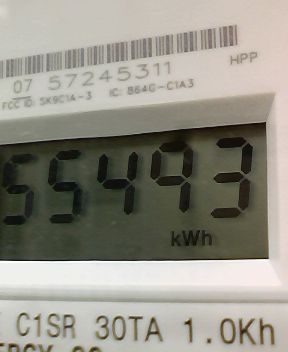 07 57245311
HPP
FCC ID: SK9C1A-3 IC: 864G-C1A3
55493
kWh
C1SR 30TA 1.0Kh